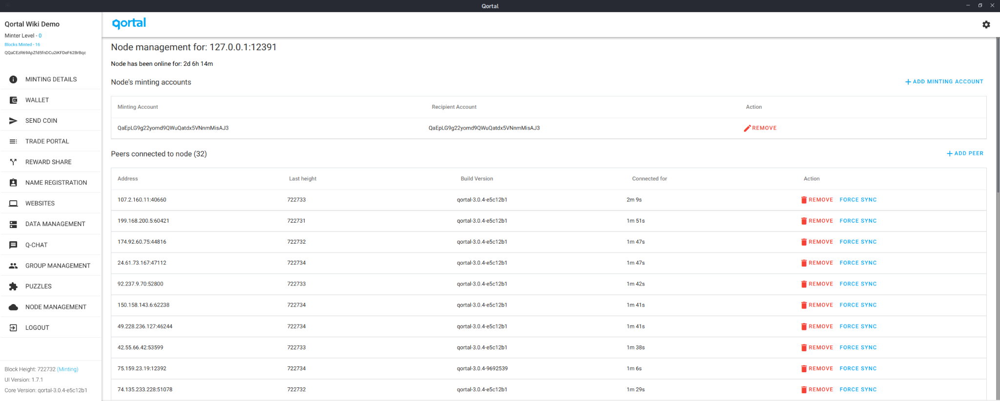 Qortal
Qortal Wiki Demo
Minter Level - 0
Blocks Minted - 16
QQaCEzR69ApZfd5fnDCu2iKFDeF62BrBqc
MINTING DETAILS
WALLET
SEND COIN
TRADE PORTAL
REWARD SHARE
NAME REGISTRATION
WEBSITES
DATA MANAGEMENT
Q-CHAT
GROUP MANAGEMENT
PUZZLES
NODE MANAGEMENT
LOGOUT
Block Height: 722732 (Minting)
UI Version: 1.7.1
Core Version: qortal-3.0.4-e5c12b1
qortal
Node management for: 127.0.0.1:12391
Node has been online for: 2d 6h 14m
Node's minting accounts
ADD MINTING ACCOUNT
Minting Account Recipient Account Action
QaEpLG9g22yomd9QWuQatdx5VNnmMisAJ3 QaEpLG9g22yomd9QWuQatdx5VNnmMisAJ3 REMOVE
Peers connected to node (32)
ADD PEER
Address Last height Build Version Connected for Action
107.2.160.11:40660 722733 qortal-3.0.4-e5c12b1 2m 9s REMOVE FORCE SYNC
199.168.200.5:60421 722731 qortal-3.0.4-e5c12b1 1m 51s REMOVE FORCE SYNC
174.92.60.75:44816 722732 qortal-3.0.4-e5c12b1 1m 47s REMOVE FORCE SYNC
24.61.73.167:47112 722734 qortal-3.0.4-e5c12b1 1m 47s REMOVE FORCE SYNC
92.237.9.70:52800 722733 qortal-3.0.4-e5c12b1 1m 42s REMOVE FORCE SYNC
150.158.143.6:62238 722734 qortal-3.0.4-e5c12b1 1m 41s REMOVE FORCE SYNC
49.228.236.127:46244 722734 qortal-3.0.4-e5c12b1 1m 41s REMOVE FORCE SYNC
42.55.66.42:53599 722733 qortal-3.0.4-e5c12b1 1m 38s REMOVE FORCE SYNC
75.159.23.19:12392 722734 qortal-3.0.4-9692539 1m 6s REMOVE FORCE SYNC
74.135.233.228:51078 722732 qortal-3.0.4-e5c12b1 1m 29s REMOVE FORCE SYNC